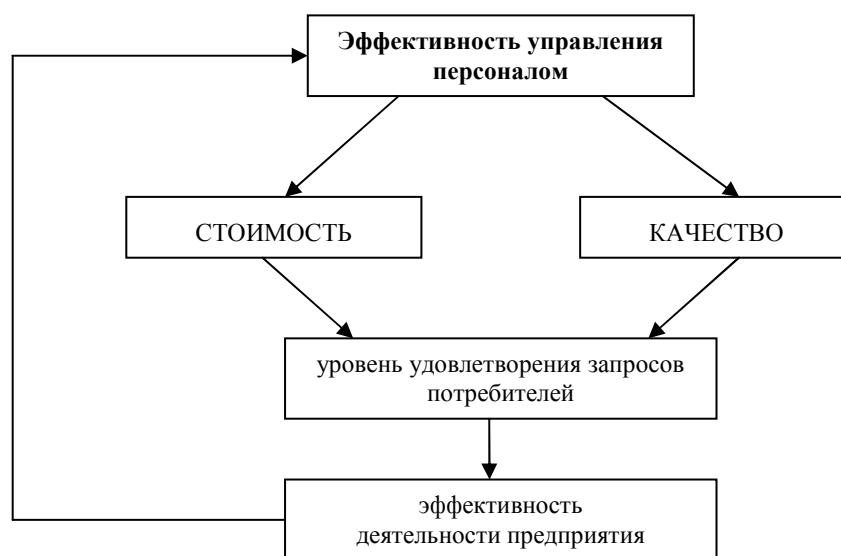 Эффективность управления
персоналом
СТОИМОСТЬ
КАЧЕСТВО
уровень удовлетворения запросов
потребителей
эффективность
деятельности предприятия